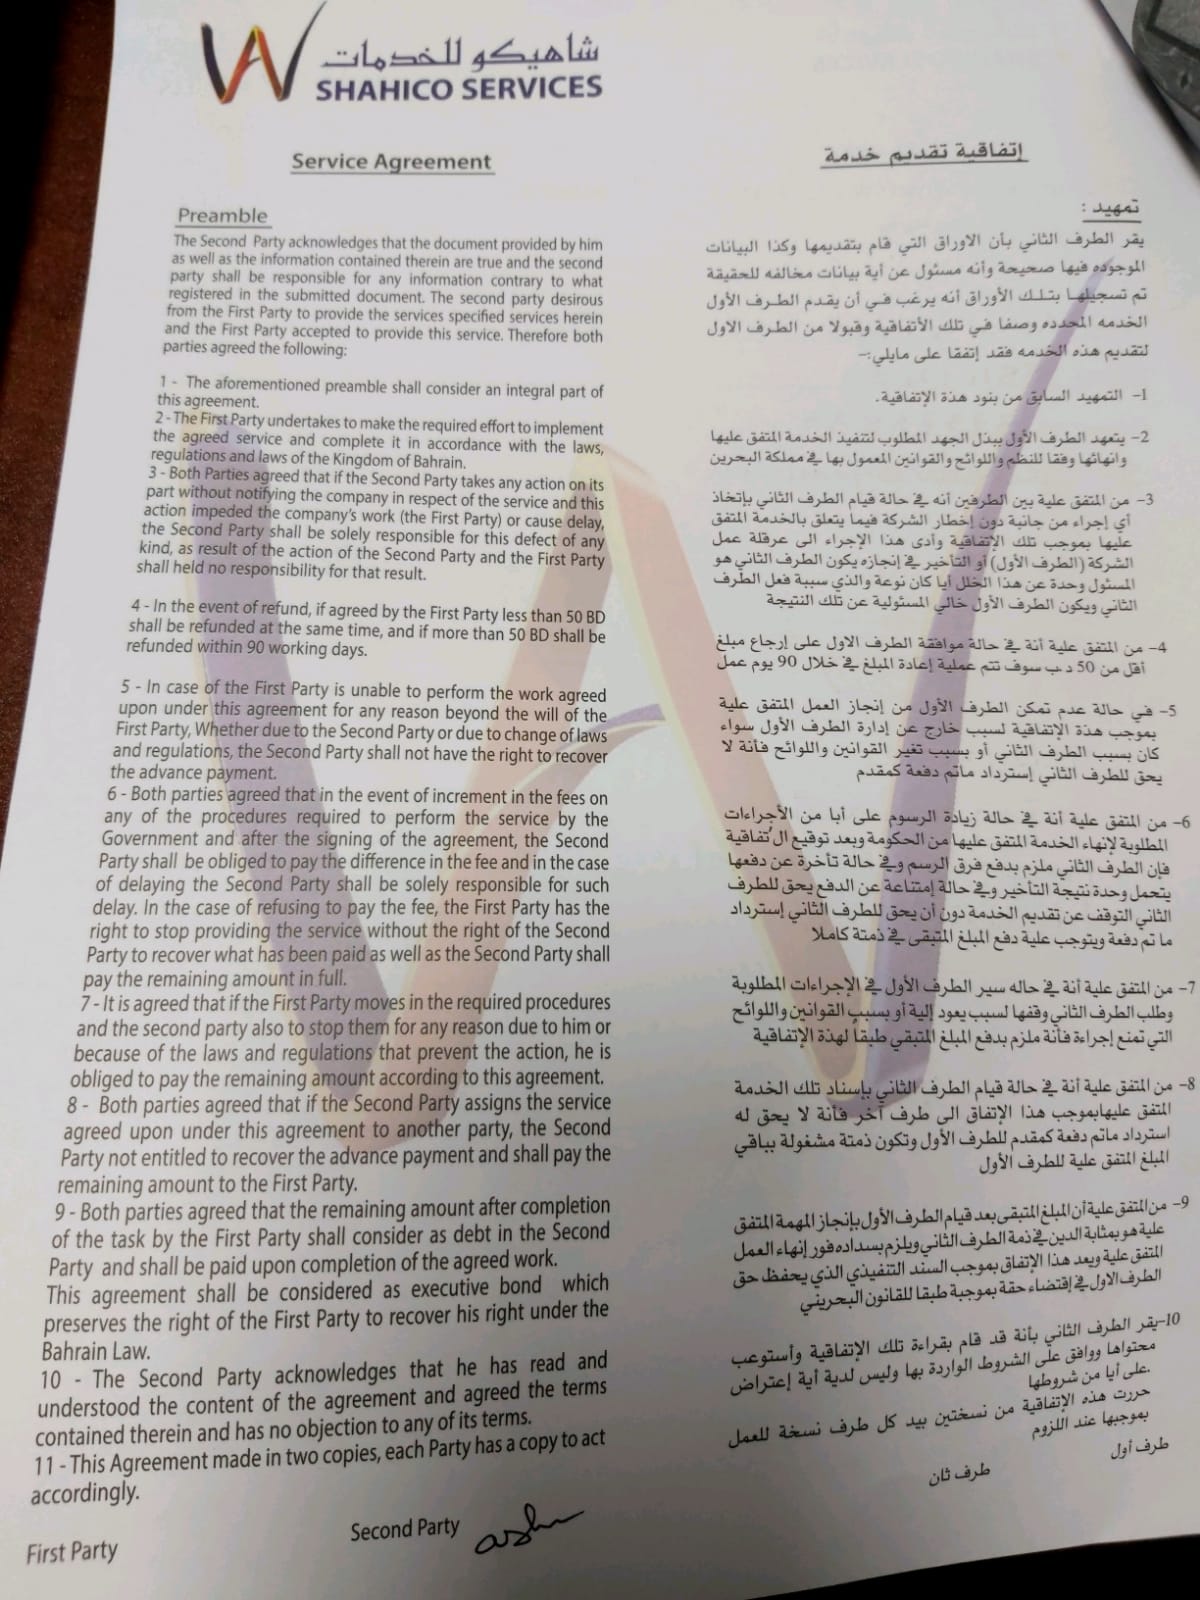 شاهيكو للخدمات
SHAHICO SERVICES
Service Agreement
Preamble
The Second Party acknowledges that the document provided by him
as well as the information contained therein are true and the second
party shall be responsible for any information contrary to what
registered in the submitted document. The second party desirous
from the First Party to provide the services specified services herein
and the First Party accepted to provide this service. Therefore both
parties agreed the following:
1 - The aforementioned preamble shall consider an integral part of
this agreement.
2 - The First Party undertakes to make the required effort to implement
the agreed service and complete it in accordance with the laws,
regulations and laws of the Kingdom of Bahrain.
3 - Both Parties agreed that if the Second Party takes any action on its
part without notifying the company in respect of the service and this
action impeded the company's work (the First Party) or cause delay,
the Second Party shall be solely responsible for this defect of any
kind, as result of the action of the Second Party and the First Party
shall held no responsibility for that result.
4 - In the event of refund, if agreed by the First Party less than 50 BD
shall be refunded at the same time, and if more than 50 BD shall be
refunded within 90 working days.
5 - In case of the First Party is unable to perform the work agreed
upon under this agreement for any reason beyond the will of the
First Party, Whether due to the Second Party or due to change of laws
and regulations, the Second Party shall not have the right to recover
the advance payment.
6 - Both parties agreed that in the event of increment in the fees on
any of the procedures required to perform the service by the
Government and after the signing of the agreement, the Second
Party shall be obliged to pay the difference in the fee and in the case
of delaying the Second Party shall be solely responsible for such
delay. In the case of refusing to pay the fee, the First Party has the
right to stop providing the service without the right of the Second
Party to recover what has been paid as well as the Second Party shall
pay the remaining amount in full.
7 - It is agreed that if the First Party moves in the required procedures
and the second party also to stop them for any reason due to him or
because of the laws and regulations that prevent the action, he is
obliged to pay the remaining amount according to this agreement.
8 - Both parties agreed that if the Second Party assigns the service
agreed upon under this agreement to another party, the Second
Party not entitled to recover the advance payment and shall pay the
remaining amount to the First Party.
9 - Both parties agreed that the remaining amount after completion
of the task by the First Party shall consider as debt in the Second
Party and shall be paid upon completion of the agreed work.
This agreement shall be considered as executive bond which
preserves the right of the First Party to recover his right under the
Bahrain Law.
10 - The Second Party acknowledges that he has read and
understood the content of the agreement and agreed the terms
contained therein and has no objection to any of its terms.
11 - This Agreement made in two copies, each Party has a copy to act
accordingly.
First Party
Second Party
إتفاقية تقديم خدمة
تمهيد :
يقر الطرف الثاني بأن الاوراق التي قام بتقديمها وكذا البيانات
الموجوده فيها صحيحة وأنه مسئول عن أية بيانات مخالفه للحقيقة
تم تسجيلها بتلك الأوراق أنه يرغب في أن يقدم الطرف الأول
الخدمه المحدده وصفا في تلك الأتفاقية وقبولا من الطرف الاول
لتقديم هذه الخدمه فقد إتفقا على مايلي:-
1- التمهيد السابق من بنود هذة الإتفاقية.
2- يتعهد الطرف الأول ببذل الجهد المطلوب لتنفيذ الخدمة المتفق عليها
وانهائها وفقا للنظم واللوائح والقوانين المعمول بها في مملكة البحرين
3- من المتفق علية بين الطرفين أنه في حالة قيام الطرف الثاني بإتخاذ
أي إجراء من جانبة دون إخطار الشركة فيما يتعلق بالخدمة المتفق
عليها بموجب تلك الإتفاقية وأدى هذا الإجراء الى عرقلة عمل
الشركة (الطرف الأول) أو التأخير في إنجازه يكون الطرف الثاني هو
المسئول وحدة عن هذا الخلل أيا كان نوعة والذي سببة فعل الطرف
الثاني ويكون الطرف الأول خالي المسئولية عن تلك النتيجة
4- من المتفق علية أنة في حالة موافقة الطرف الاول على إرجاع مبلغ
أقل من 50 د.ب سوف تتم عملية إعادة المبلغ في خلال 90 يوم عمل
5- في حالة عدم تمكن الطرف الأول من إنجاز العمل المتفق علية
بموجب هذة الإتفاقية لسبب خارج عن إدارة الطرف الأول سواء
كان بسبب الطرف الثاني أو بسبب تغير القوانين واللوائح فأنة لا
يحق للطرف الثاني إسترداد ماتم دفعة كمقدم
6- من المتفق علية أنة في حالة زيادة الرسوم على أيا من الأجراءات
المطلوبة لإنهاء الخدمة المتفق عليها من الحكومة وبعد توقيع الإتفاقية
فإن الطرف الثاني ملزم بدفع فرق الرسم وفي حالة تأخرة عن دفعها
يتحمل وحدة نتيجة التأخير وفي حالة إمتناعة عن الدفع يحق للطرف
الثاني التوقف عن تقديم الخدمة دون أن يحق للطرف الثاني إسترداد
ما تم دفعة ويتوجب علية دفع المبلغ المتبقى في ذمتة كاملا
7- من المتفق علية أنة في حاله سير الطرف الأول في الإجراءات المطلوبة
وطلب الطرف الثاني وقفها لسبب يعود إلية أو بسبب القوانين واللوائح
التي تمنع إجراءة فأنة ملزم بدفع المبلغ المتبقي طبقا لهذة الإتفاقية
8- من المتفق علية أنة في حالة قيام الطرف الثاني بإسناد تلك الخدمة
المتفق عليهابموجب هذا الإتفاق الى طرف آخر فأنة لا يحق له
استرداد ماتم دفعة كمقدم للطرف الأول وتكون ذمتة مشغولة بباقي
المبلغ المتفق علية للطرف الأول
9- من المتفق علية أن المبلغ المتبقى بعد قيام الطرف الأول بإنجاز المهمة المتفق
علية هو بمثابة الدين في ذمة الطرف الثاني ويلزم بسداده فور إنهاء العمل
المتفق علية ويعد هذا الإتفاق بموجب السند التنفيذي الذي يحفظ حق
الطرف الاول في إقتضاء حقة بموجبة طبقا للقانون البحريني
10-يقر الطرف الثاني بأنة قد قام بقراءة تلك الإتفاقية وأستوعب
محتواها ووافق على الشروط الواردة بها وليس لدية أية إعتراض
على أيا من شروطها.
حررت هذه الإتفاقية من نسختين بيد كل طرف نسخة للعمل
بموجبها عند اللزوم
طرف أول
طرف ثان